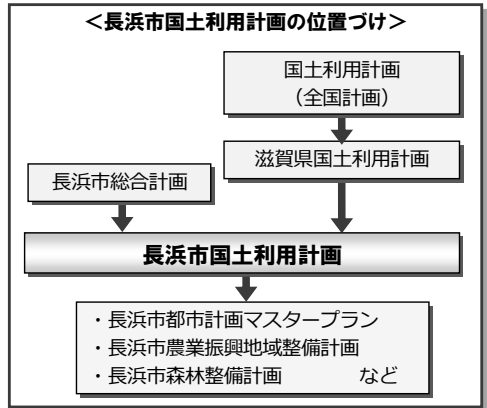 ＜長浜市国土利用計画の位置づけ＞
国土利用計画
（全国計画）
滋賀県国土利用計画
長浜市総合計画
長浜市国土利用計画
・長浜市都市計画マスタープラン
・長浜市農業振興地域整備計画
・長浜市森林整備計画　　　など